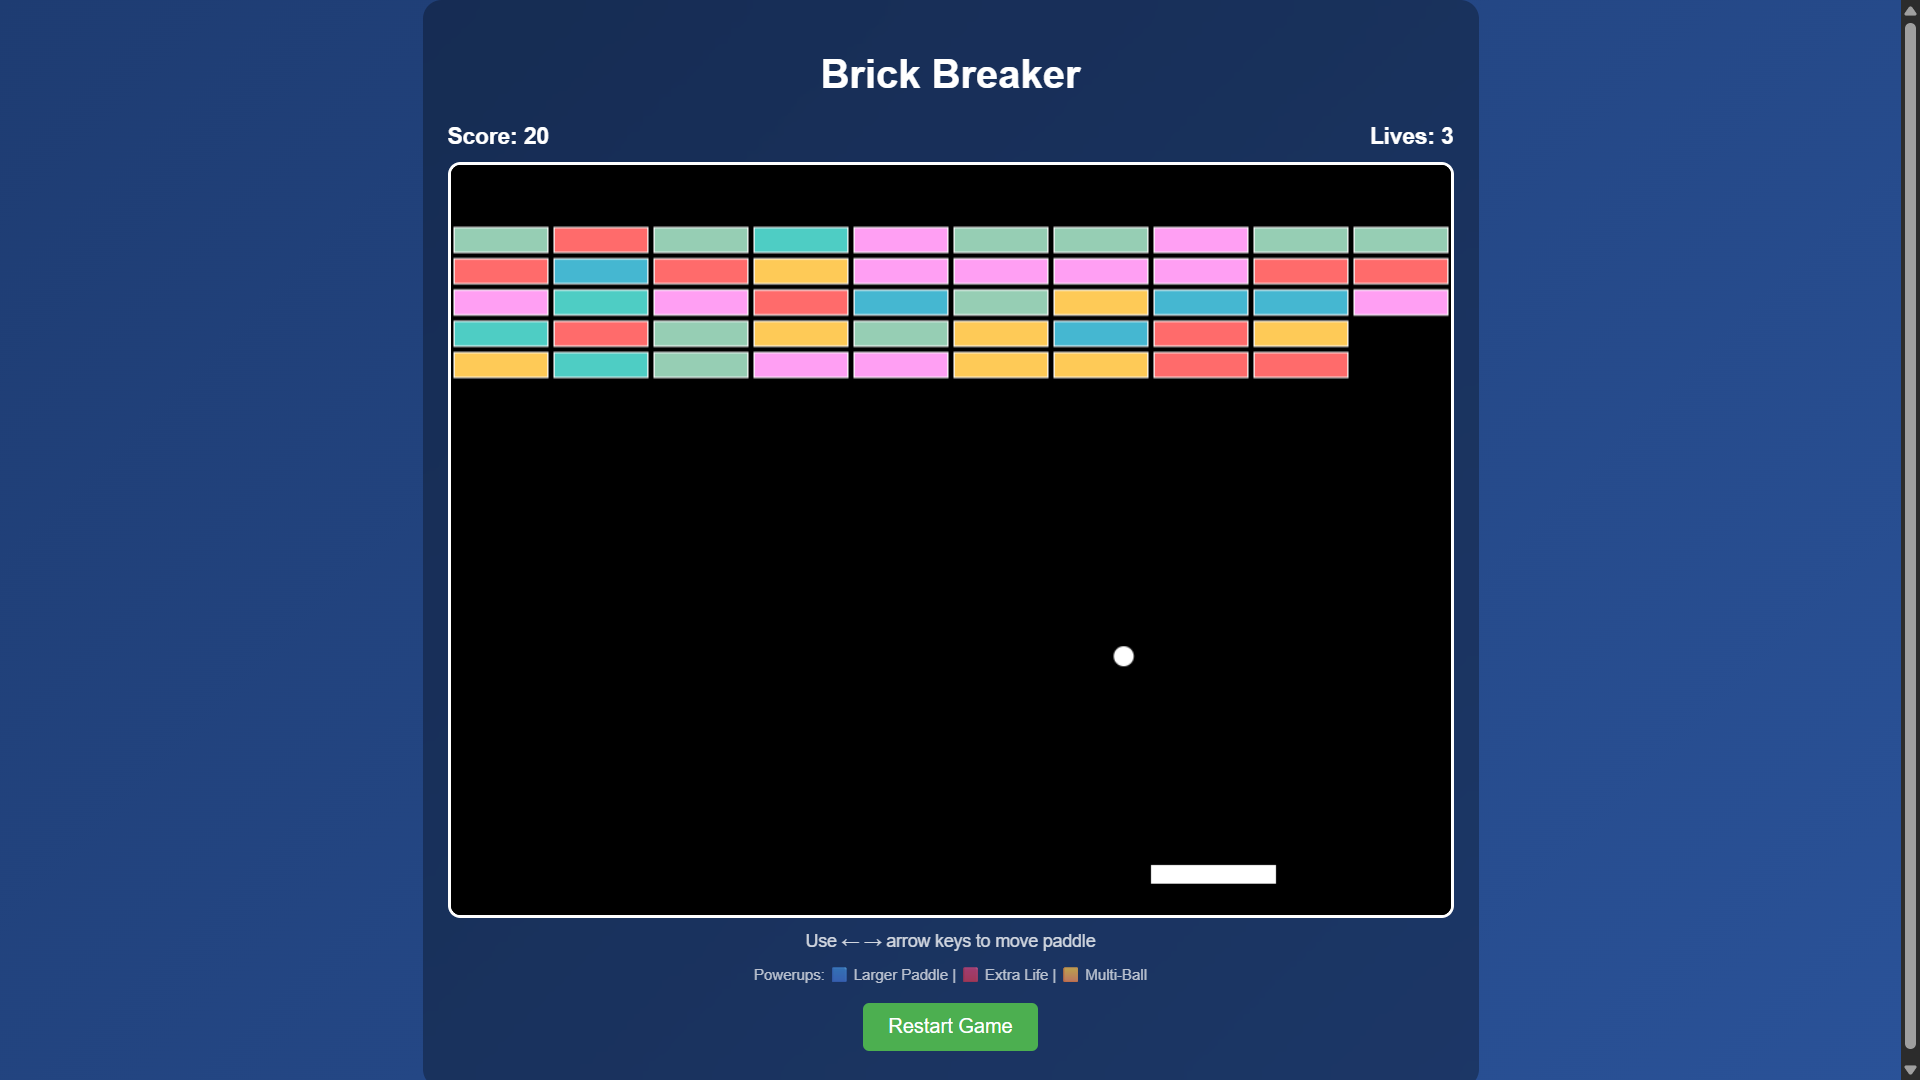 Brick Breaker
Score: 20
Lives: 3
Use ←→ arrow keys to move paddle
Powerups: Larger Paddle | Extra Life | Multi-Ball
Restart Game